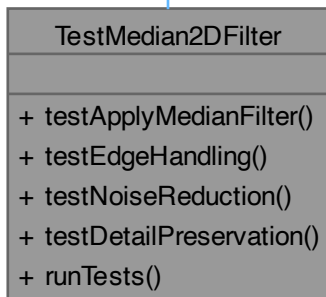 TestMedian2DFilter
+ testApplyMedianFilter()
+ testEdgeHandling()
+ testNoiseReduction()
+ testDetailPreservation()
+ runTests()